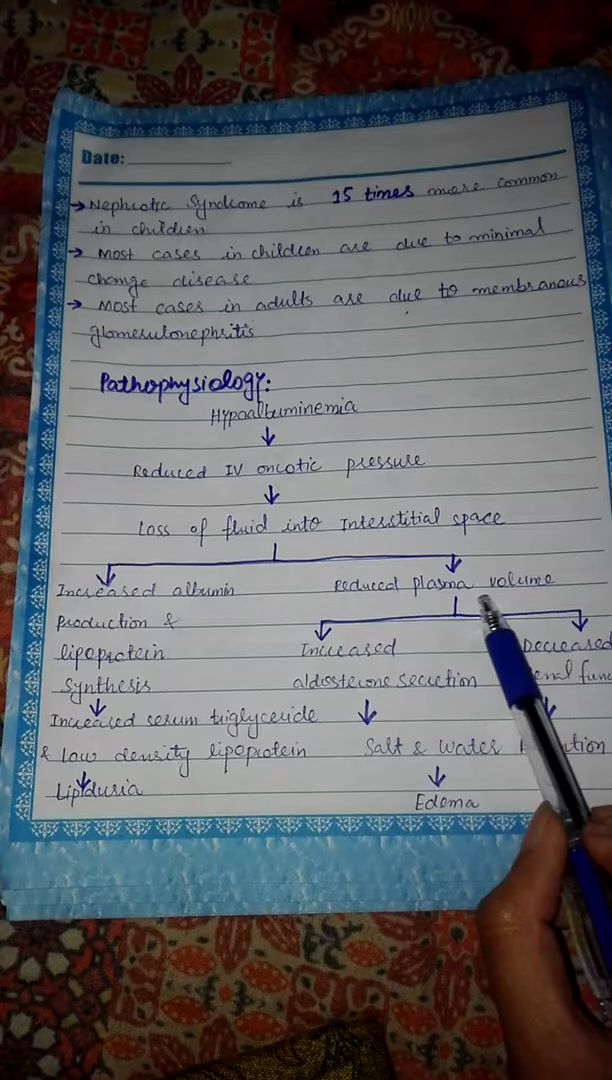 Date:
→ Nephrotic Syndrome is 15 times more common
in children
→ Most cases in children are due to minimal
change disease
→ Most cases in adults are due to membranous
glomerulonephritis
Pathophysiology:
Hypoalbuminemia
↓
Reduced IV oncotic pressure
↓
Loss of fluid into Interstitial space
Increased albumin
production &
lipoprotein
Synthesis
↓
Increased serum triglyceride
& low density lipoprotein
↓
Lipiduria
Reduced plasma volume
Increased
aldosterone secretion
Decreased
↓
Salt & Water
↓
Edema